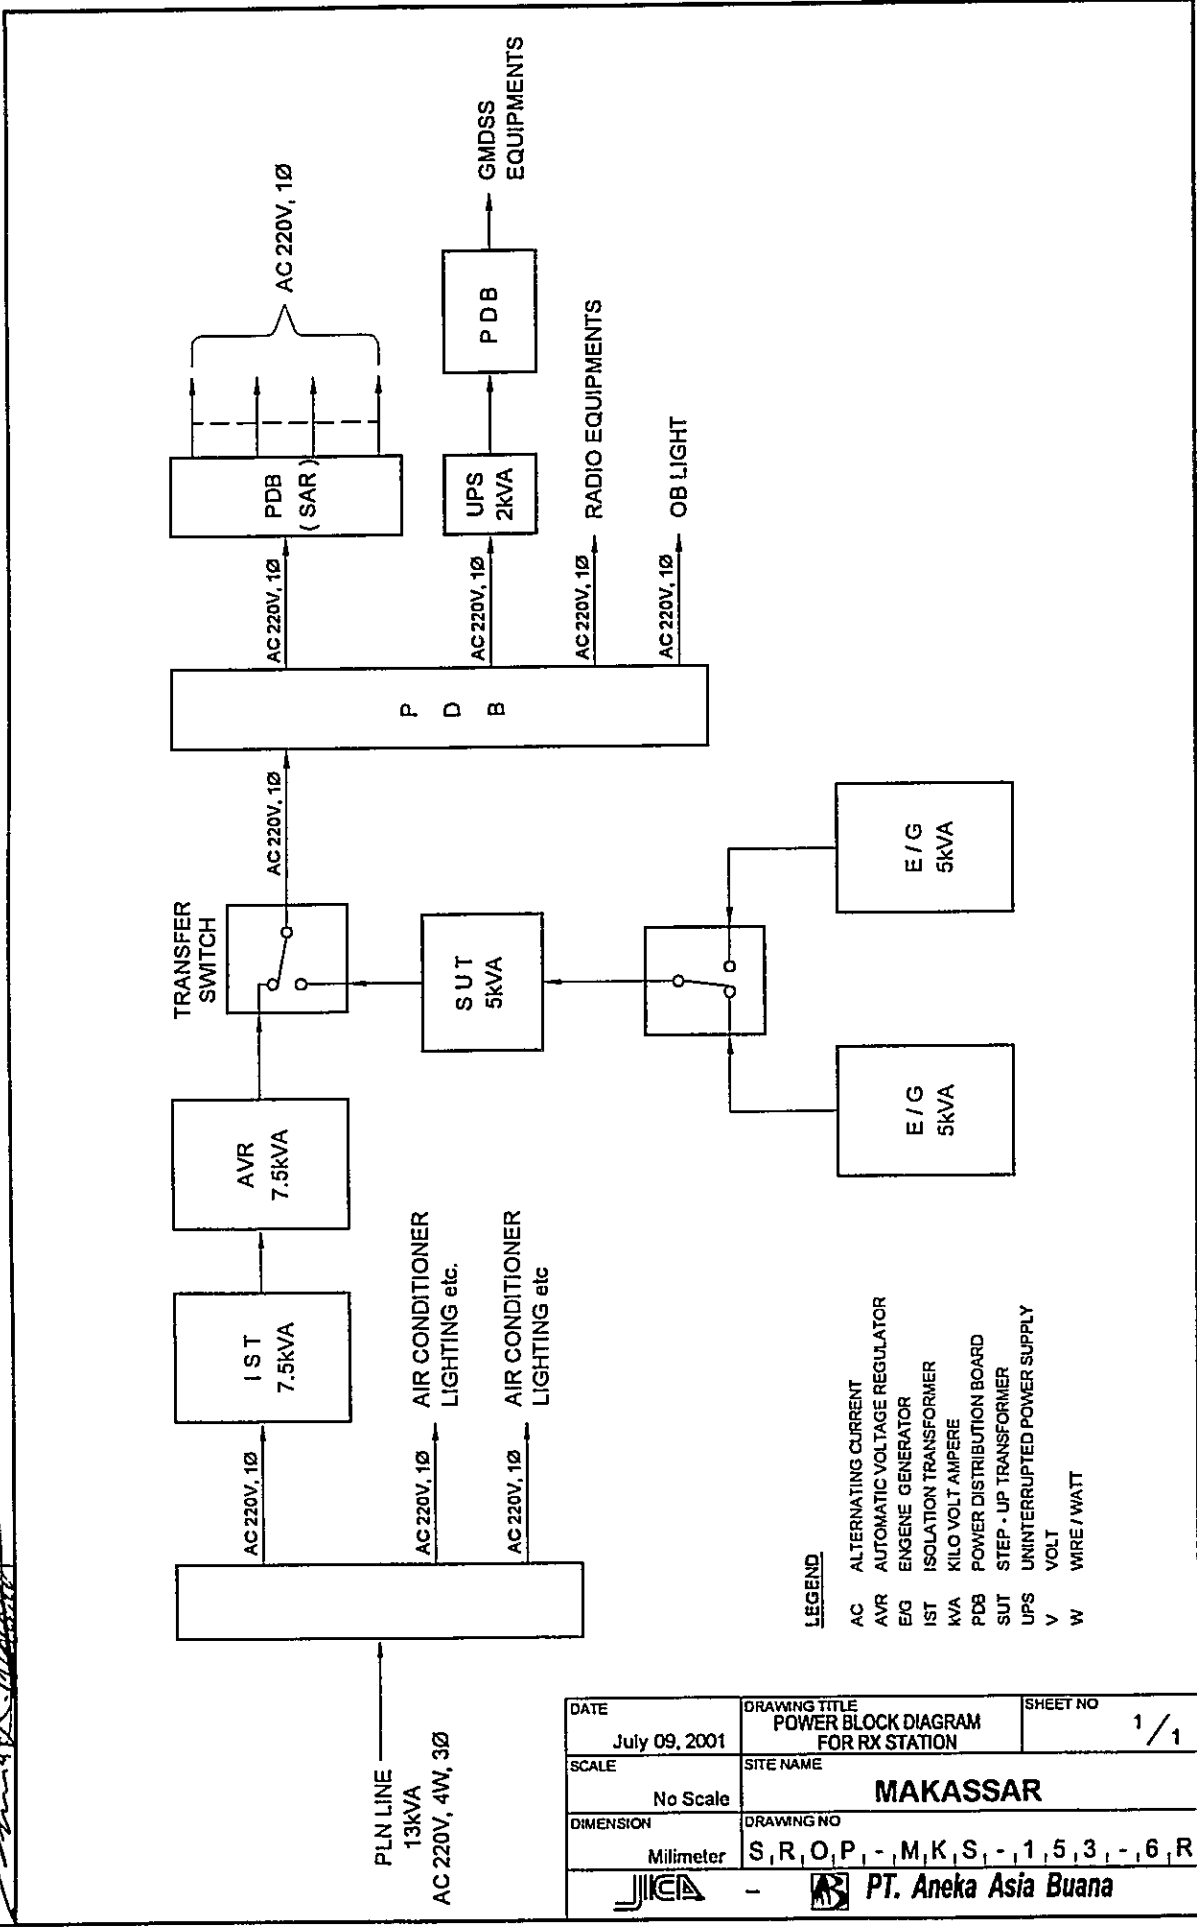 PLN LINE
13kVA
AC 220V, 4W, 3Ø
AC 220V, 1Ø
AC 220V, 1Ø
AC 220V, 1Ø
I S T
7.5kVA
AIR CONDITIONER
LIGHTING etc.
AIR CONDITIONER
LIGHTING etc
AVR
7.5kVA
TRANSFER
SWITCH
S U T
5kVA
E / G
5kVA
E / G
5kVA
AC 220V, 1Ø
P D B
AC 220V, 1Ø
AC 220V, 1Ø
AC 220V, 1Ø
AC 220V, 1Ø
PDB
( SAR )
AC 220V, 1Ø
UPS
2kVA
P D B
GMDSS
EQUIPMENTS
RADIO EQUIPMENTS
OB LIGHT
LEGEND
AC ALTERNATING CURRENT
AVR AUTOMATIC VOLTAGE REGULATOR
E/G ENGENE GENERATOR
IST ISOLATION TRANSFORMER
kVA KILO VOLT AMPERE
PDB POWER DISTRIBUTION BOARD
SUT STEP - UP TRANSFORMER
UPS UNINTERRUPTED POWER SUPPLY
V VOLT
W WIRE / WATT
DATE
July 09, 2001
DRAWING TITLE
POWER BLOCK DIAGRAM
FOR RX STATION
SHEET NO
1/1
SCALE
No Scale
SITE NAME
MAKASSAR
DIMENSION
Milimeter
DRAWING NO
S,R,O,P,-,M,K,S,-,1,5,3,-,6,R
JICA - PT. Aneka Asia Buana